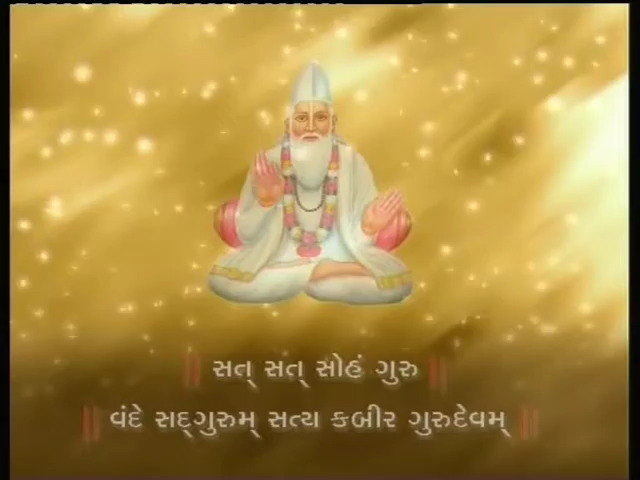 || સત્ સત્ સોહં ગુરુ ||
|| વંદે સદ્‌ગુરુમ્ સત્ય કબીર ગુરુદેવમ્ ||